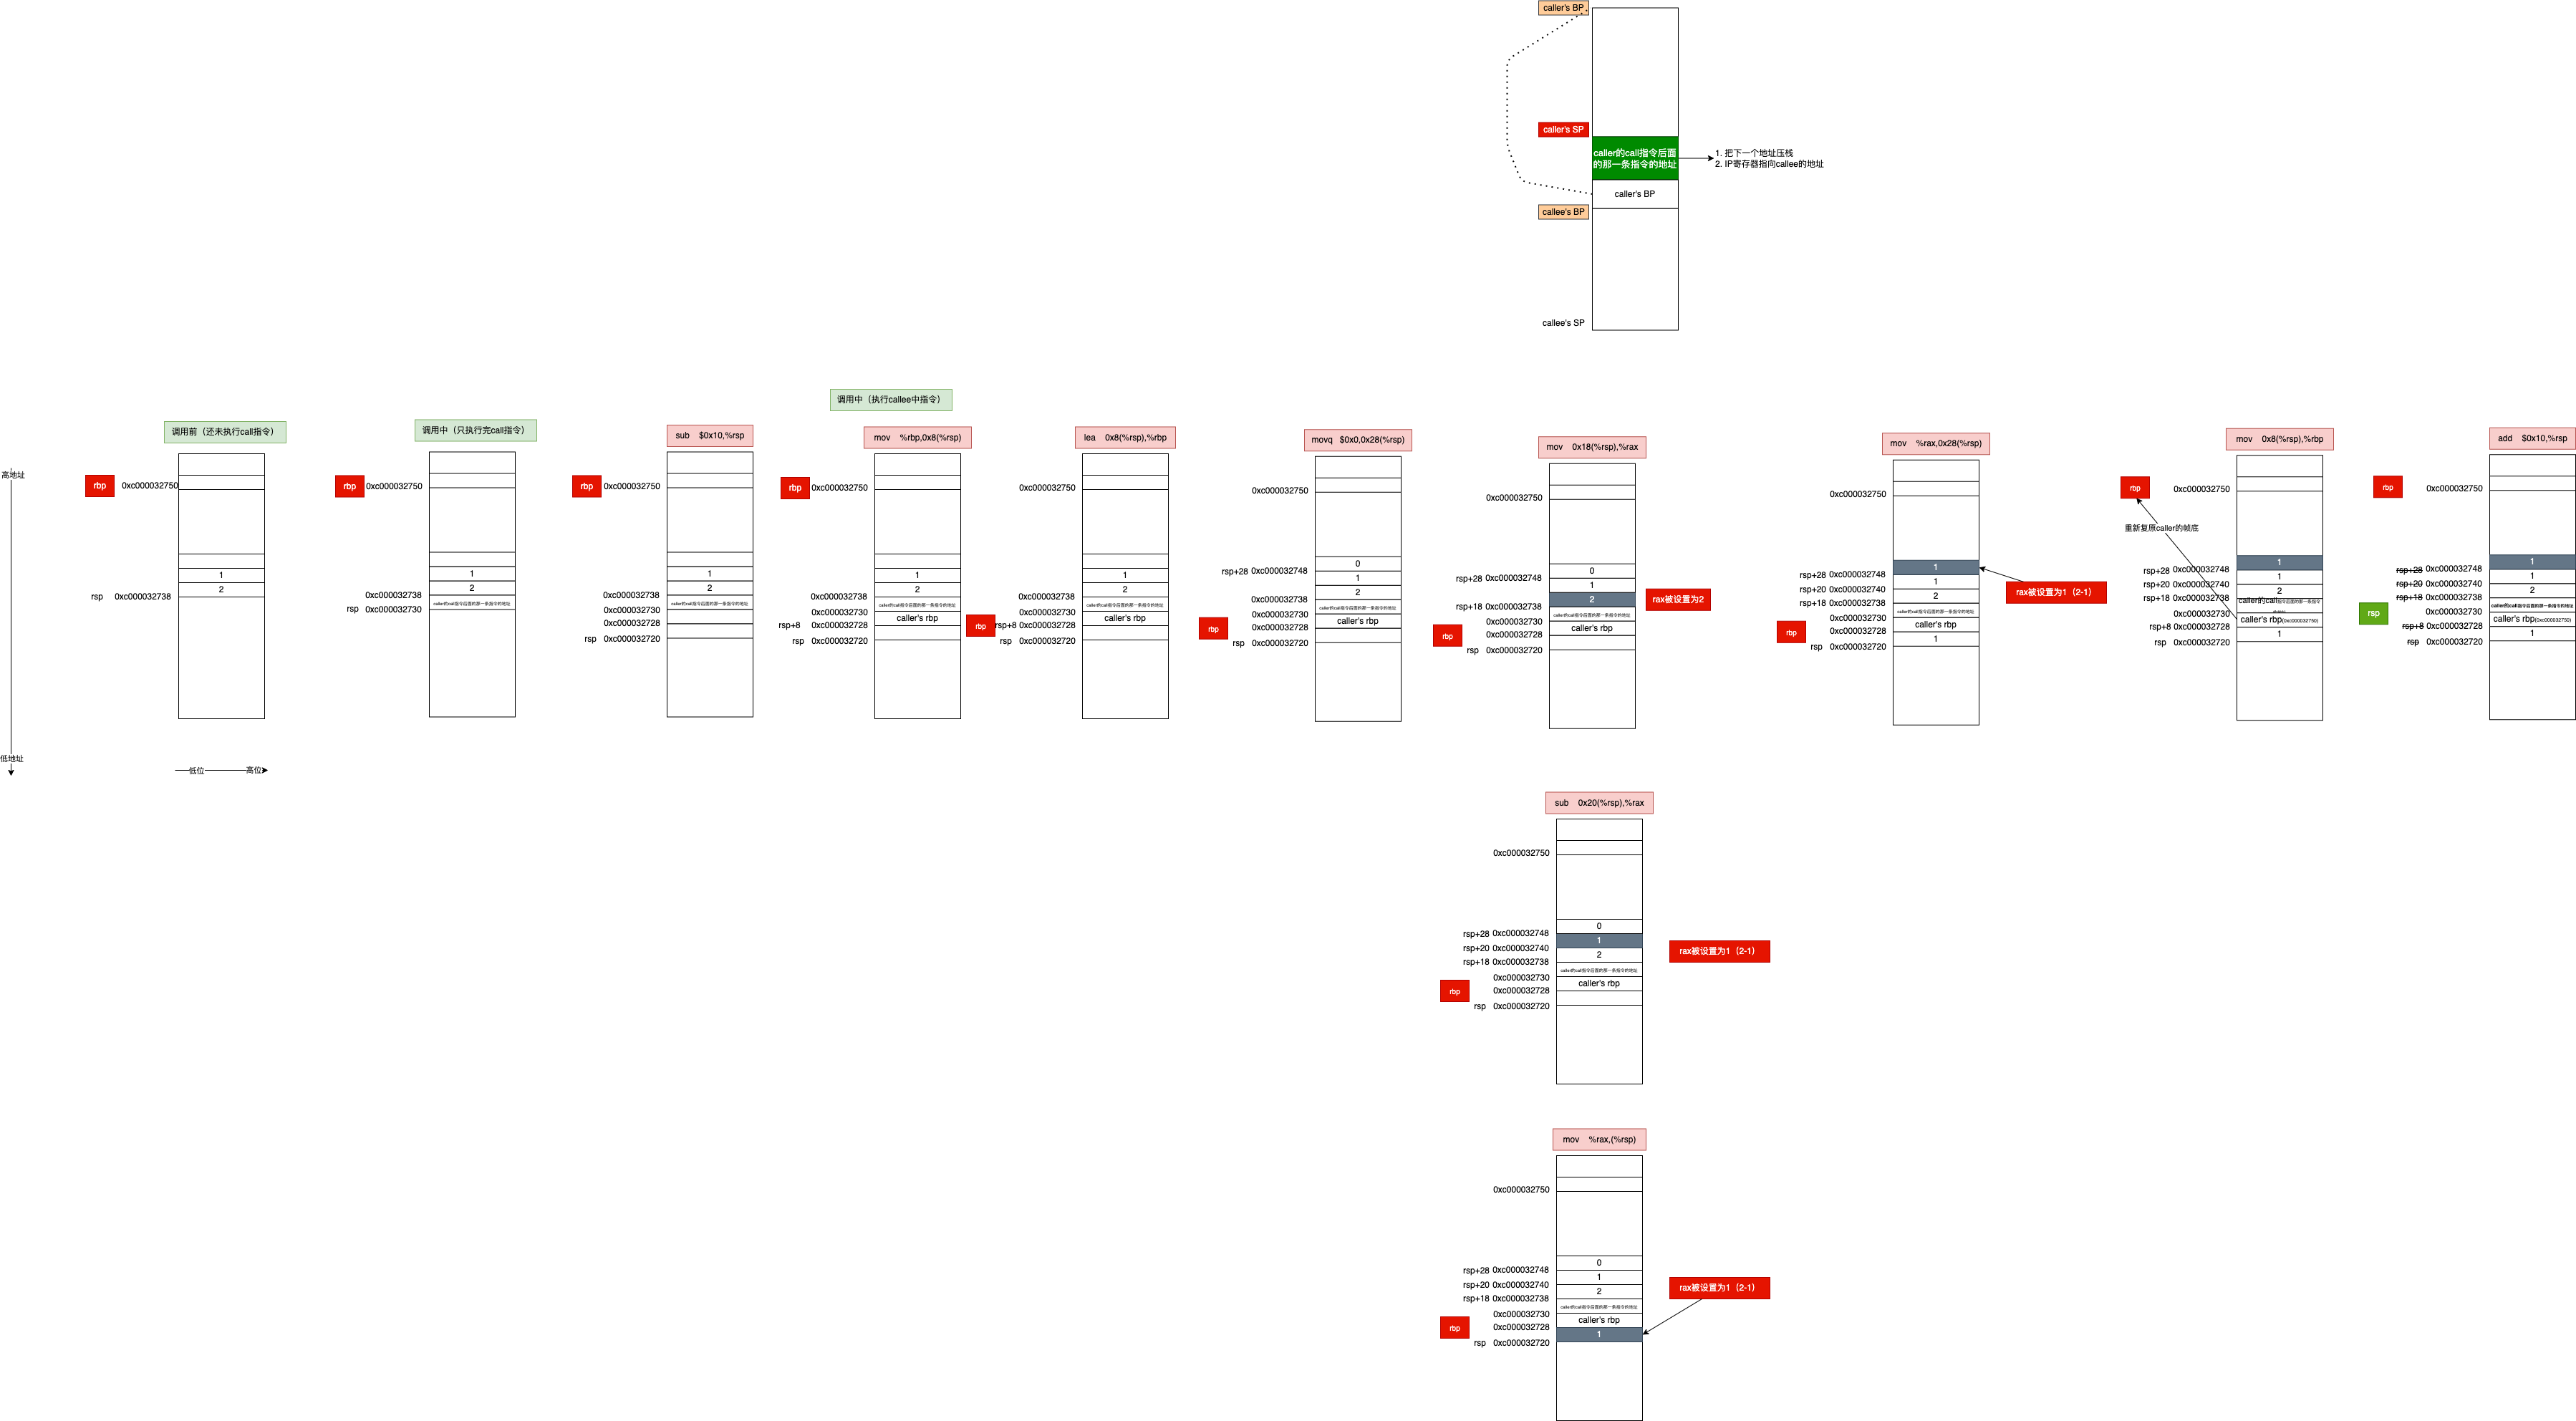 caller's BP
caller's SP
caller的call指令后面
的那一条指令的地址
1. 把下一个地址压栈
2. IP寄存器指向callee的地址
caller's BP
callee's BP
callee's SP
高地址
低地址
低位
高位
调用前（还未执行call指令）
rbp
0xc000032750
1
2
rsp 0xc000032738
调用中（只执行完call指令）
rbp
0xc000032750
1
2
0xc000032738
caller的call指令后面的那一条指令的地址
rsp 0xc000032730
调用中（执行callee中指令）
sub $0x10,%rsp
rbp
0xc000032750
1
2
0xc000032738
caller的call指令后面的那一条指令的地址
0xc000032730
0xc000032728
rsp 0xc000032720
mov %rbp,0x8(%rsp)
rbp
0xc000032750
1
2
0xc000032738
caller的call指令后面的那一条指令的地址
0xc000032730
caller's rbp
rsp+8 0xc000032728
rsp 0xc000032720
lea 0x8(%rsp),%rbp
0xc000032750
1
2
0xc000032738
caller的call指令后面的那一条指令的地址
0xc000032730
caller's rbp
rbp
rsp+8 0xc000032728
rsp 0xc000032720
movq $0x0,0x28(%rsp)
0xc000032750
0
rsp+28 0xc000032748
1
2
0xc000032738
caller的call指令后面的那一条指令的地址
0xc000032730
caller's rbp
rbp
0xc000032728
rsp 0xc000032720
mov 0x18(%rsp),%rax
0xc000032750
0
rsp+28 0xc000032748
1
2
rax被设置为2
rsp+18 0xc000032738
caller的call指令后面的那一条指令的地址
0xc000032730
caller's rbp
rbp
0xc000032728
rsp 0xc000032720
sub 0x20(%rsp),%rax
0xc000032750
0
rsp+28 0xc000032748
1
rsp+20 0xc000032740
rax被设置为1（2-1）
2
rsp+18 0xc000032738
caller的call指令后面的那一条指令的地址
0xc000032730
caller's rbp
rbp
0xc000032728
rsp 0xc000032720
mov %rax,(%rsp)
0xc000032750
0
rsp+28 0xc000032748
1
rsp+20 0xc000032740
rax被设置为1（2-1）
2
rsp+18 0xc000032738
caller的call指令后面的那一条指令的地址
0xc000032730
caller's rbp
rbp
0xc000032728
1
rsp 0xc000032720
mov %rax,0x28(%rsp)
0xc000032750
1
rsp+28 0xc000032748
1
rsp+20 0xc000032740
rax被设置为1（2-1）
2
rsp+18 0xc000032738
caller的call指令后面的那一条指令的地址
0xc000032730
caller's rbp
rbp
0xc000032728
1
rsp 0xc000032720
mov 0x8(%rsp),%rbp
rbp
0xc000032750
重新复原caller的帧底
1
rsp+28 0xc000032748
1
rsp+20 0xc000032740
2
rsp+18 0xc000032738
caller的call指令后面的那一条指令
0xc000032730
caller's rbp(0xc000032750)
rsp+8 0xc000032728
1
rsp 0xc000032720
add $0x10,%rsp
rbp
0xc000032750
1
rsp+28 0xc000032748
1
rsp+20 0xc000032740
2
rsp+18 0xc000032738
caller的call指令后面的那一条指令的地址
rsp
0xc000032730
caller's rbp(0xc000032750)
rsp+8 0xc000032728
1
rsp 0xc000032720